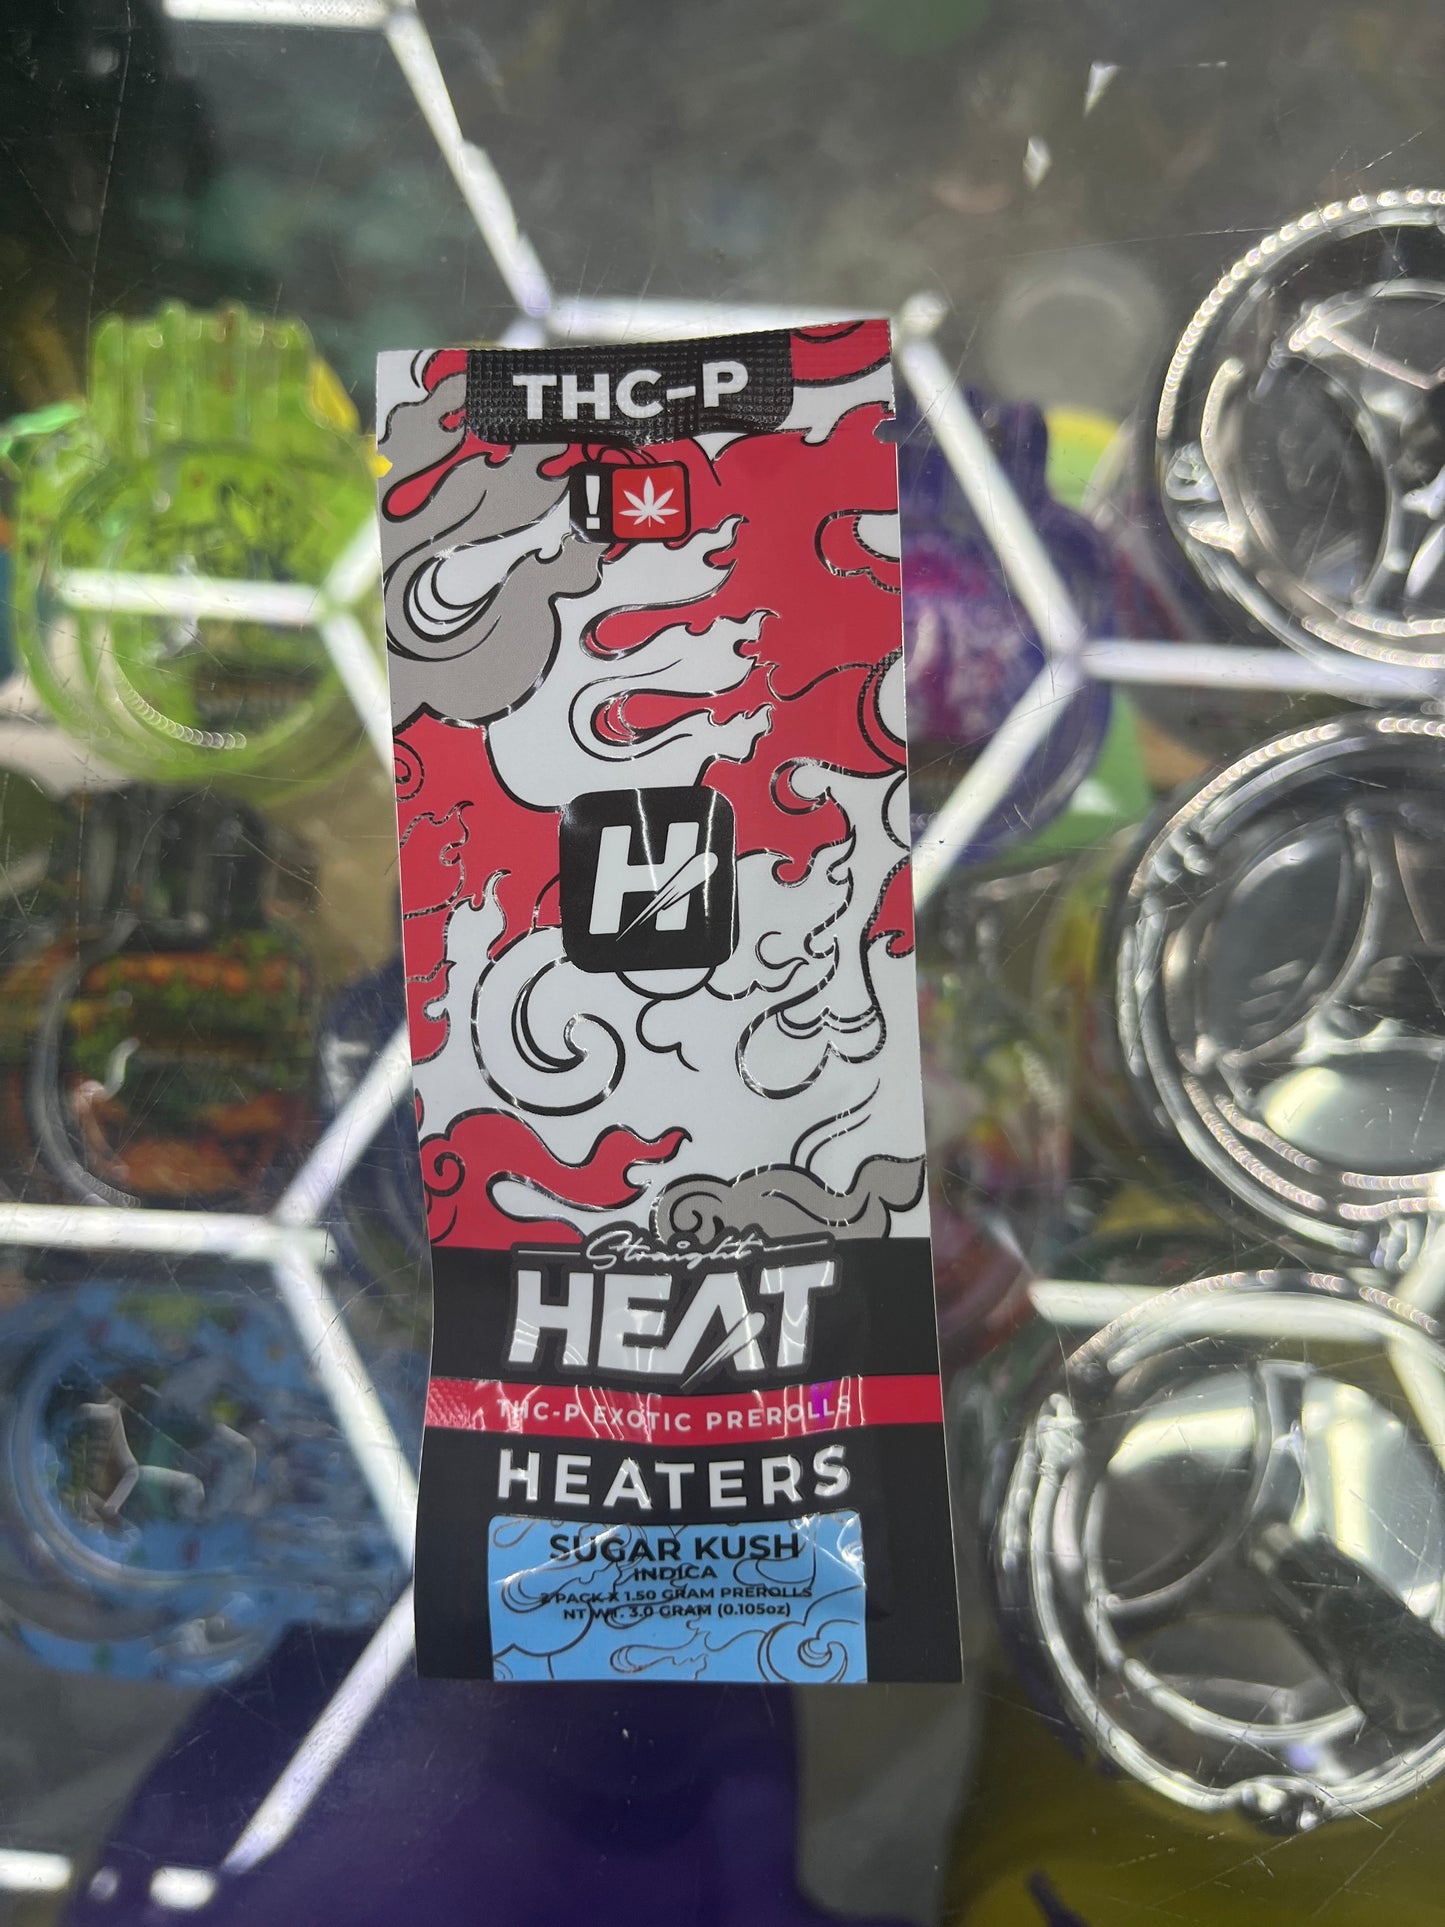 THC-P
!
H
Straight
HEAT
THC-P EXOTIC PREROLLS
HEATERS
SUGAR KUSH
INDICA
2 PACK X 1.50 GRAM PREROLLS
NT WT. 3.0 GRAM (0.105oz)